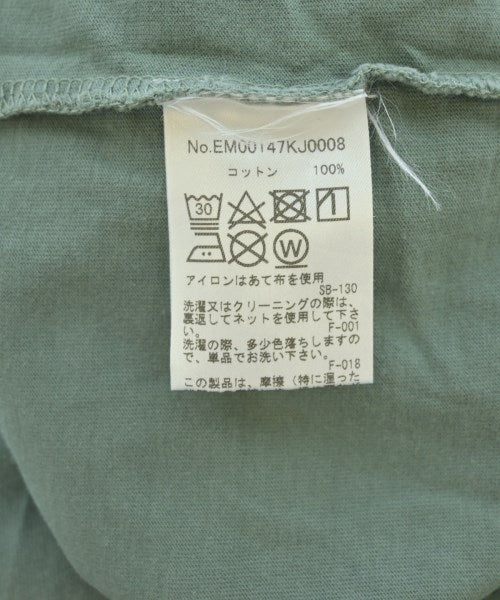 No.EM00147KJ0008
コットン 100%
30
W
アイロンはあて布を使用
SB-130
洗濯又はクリーニングの際は、
裏返してネットを使用して下さ
い。 F-001
洗濯の際、多少色落ちしますの
で、単品でお洗い下さい。
F-018
この製品は、摩擦（特に湿った